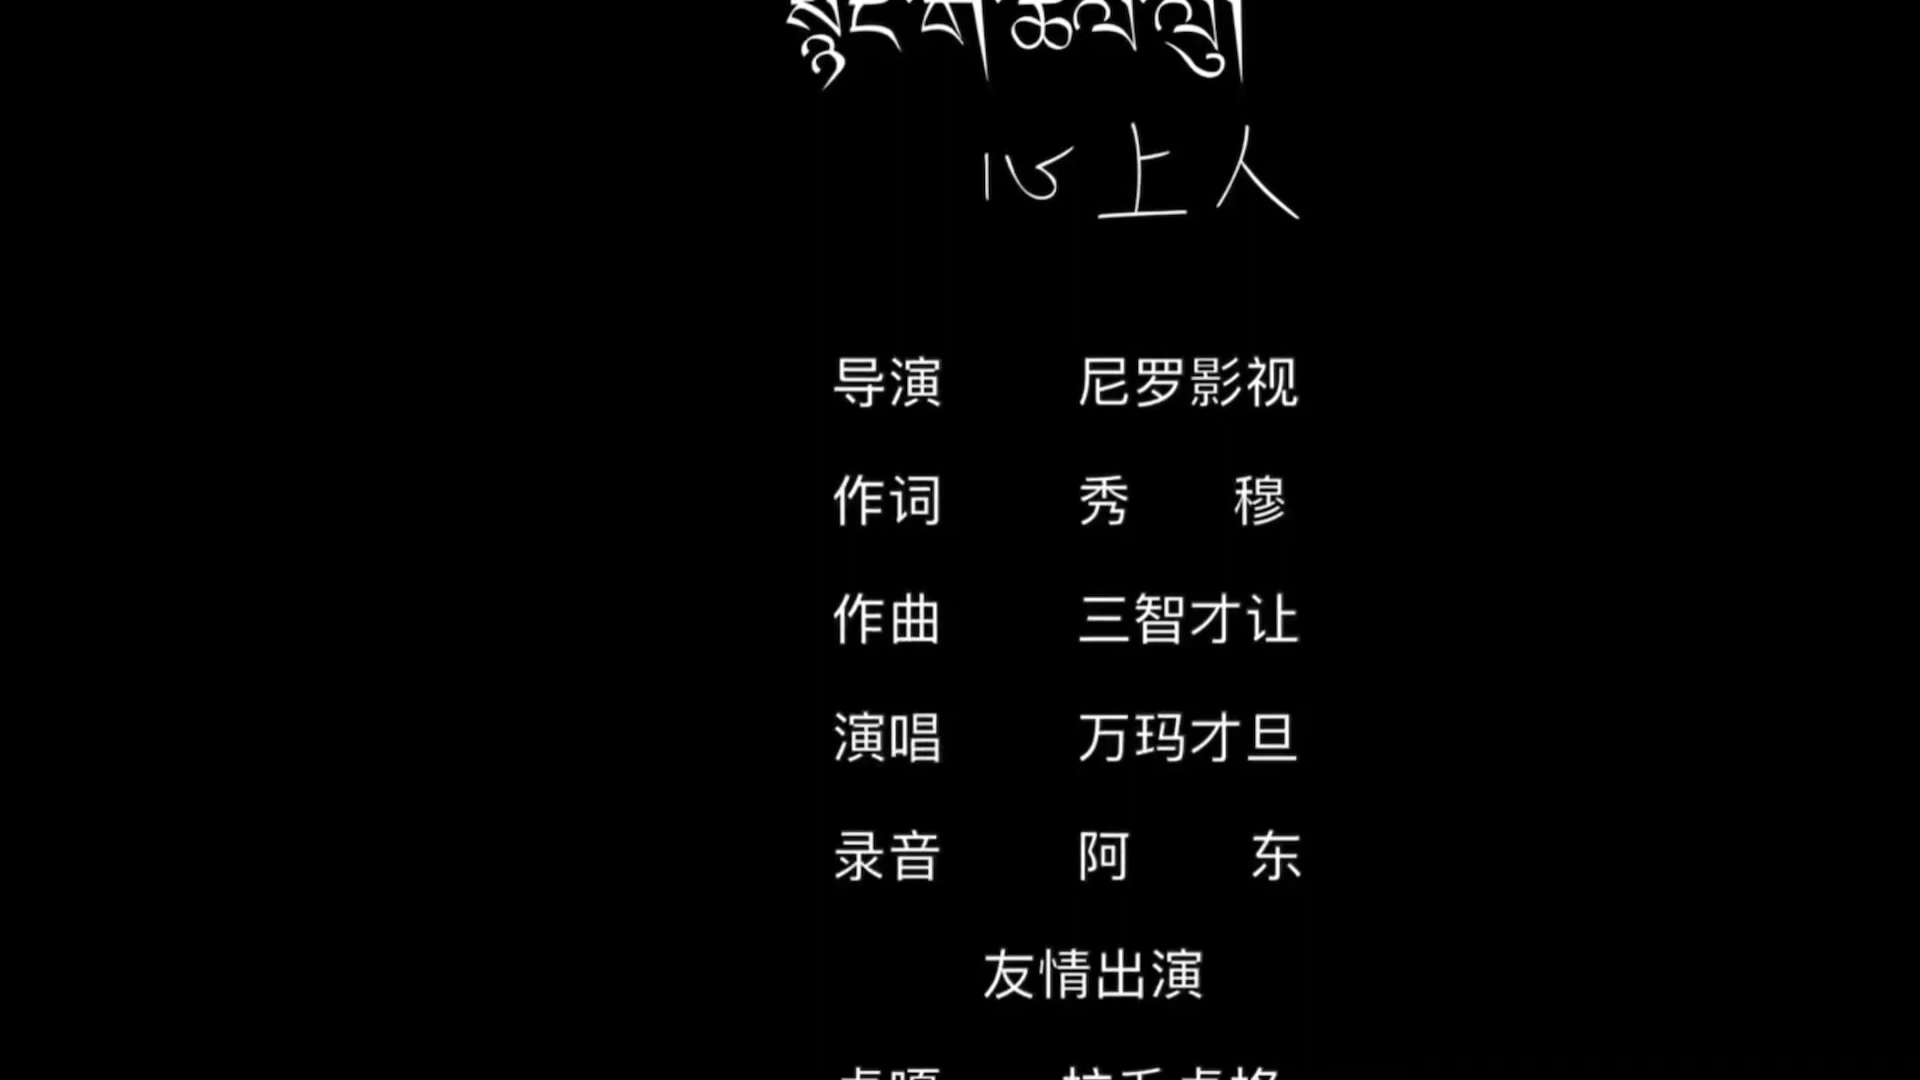 心上人
导演 尼罗影视
作词 秀 穆
作曲 三智才让
演唱 万玛才旦
录音 阿 东
友情出演